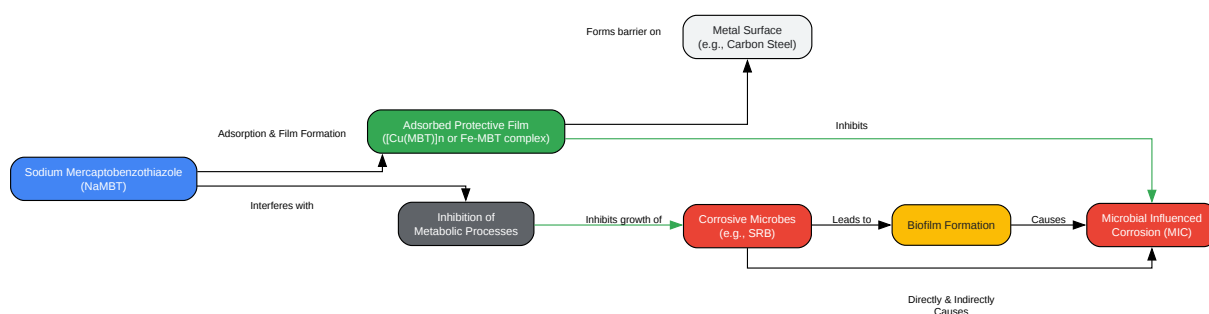 Metal Surface
(e.g., Carbon Steel)
Forms barrier on
Adsorbed Protective Film
([Cu(MBT)]n or Fe-MBT complex)
Adsorption & Film Formation
Inhibits
Sodium Mercaptobenzothiazole
(NaMBT)
Interferes with
Inhibition of
Metabolic Processes
Inhibits growth of
Corrosive Microbes
(e.g., SRB)
Leads to
Biofilm Formation
Causes
Microbial Influenced
Corrosion (MIC)
Directly & Indirectly
Causes